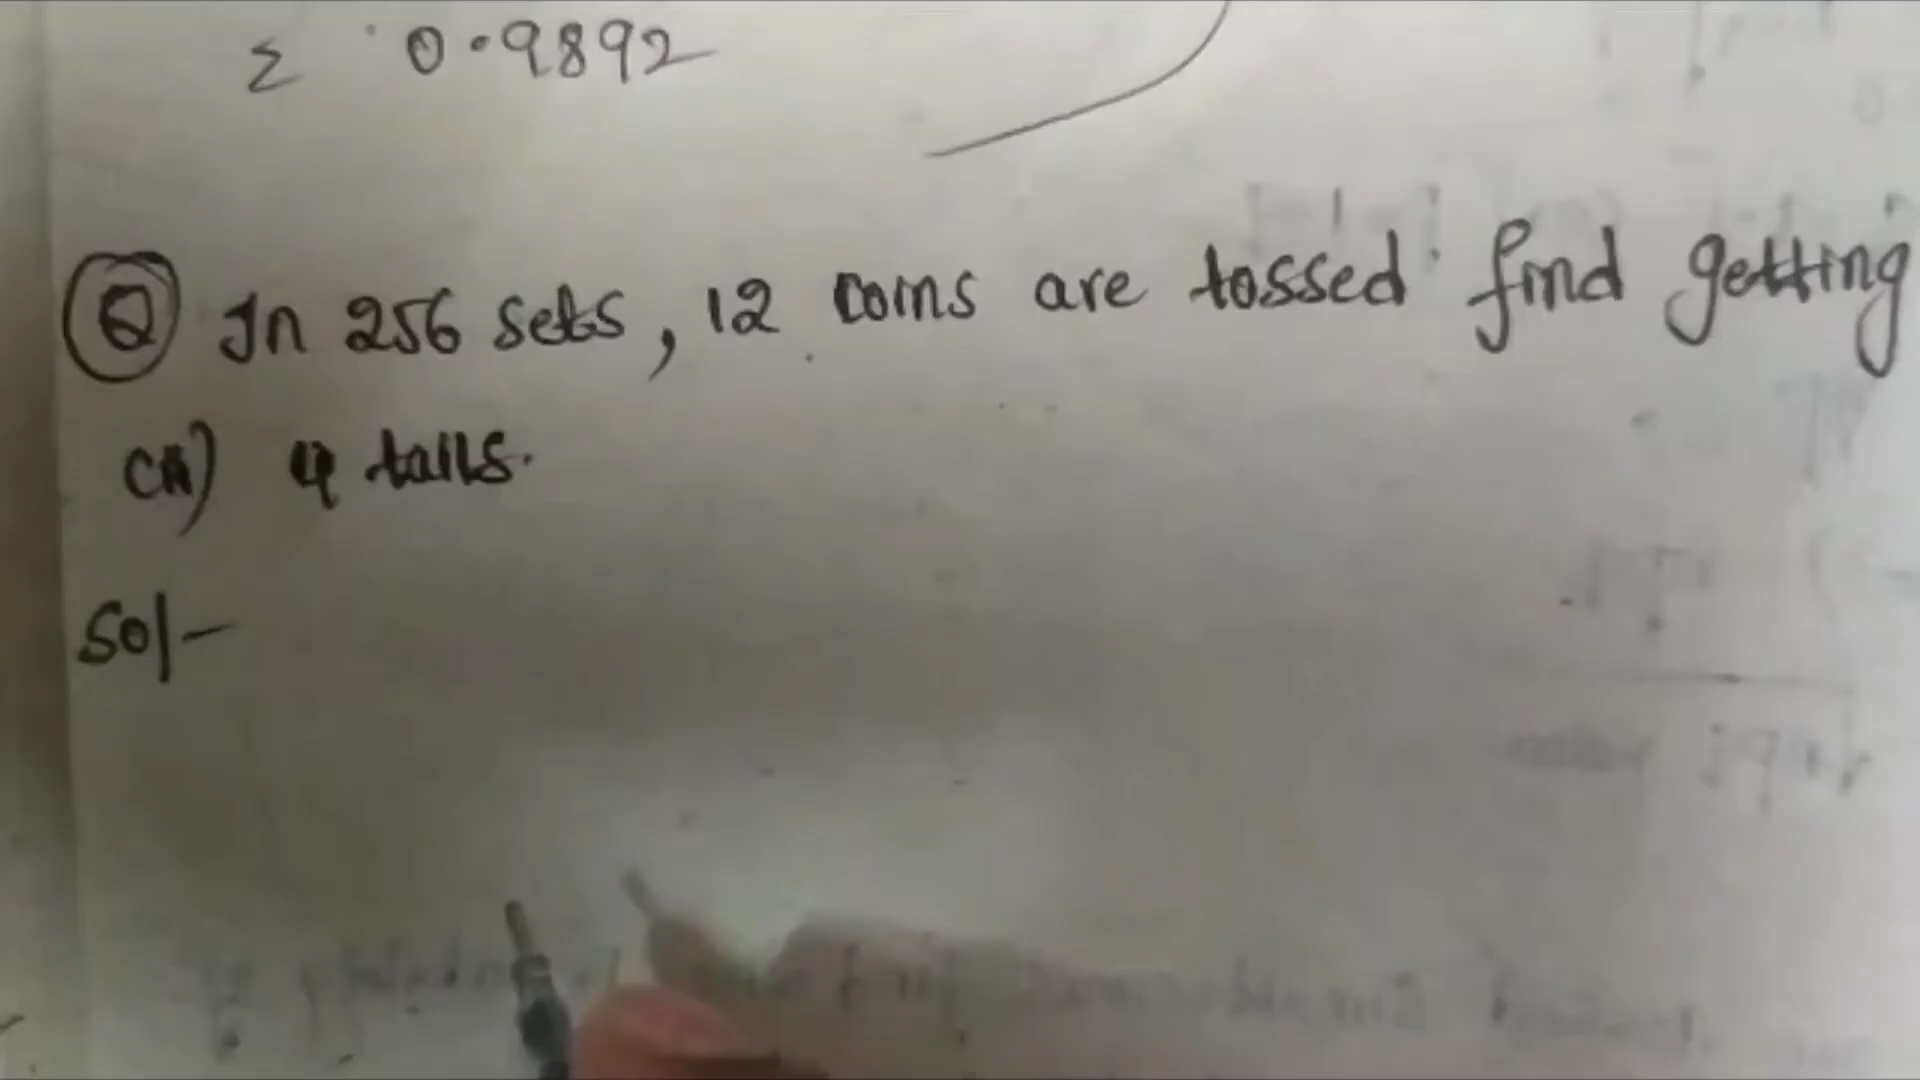 Σ 0.9892
Q In 256 sets, 12 coins are tossed find getting
(A) 4 tails.
Sol-